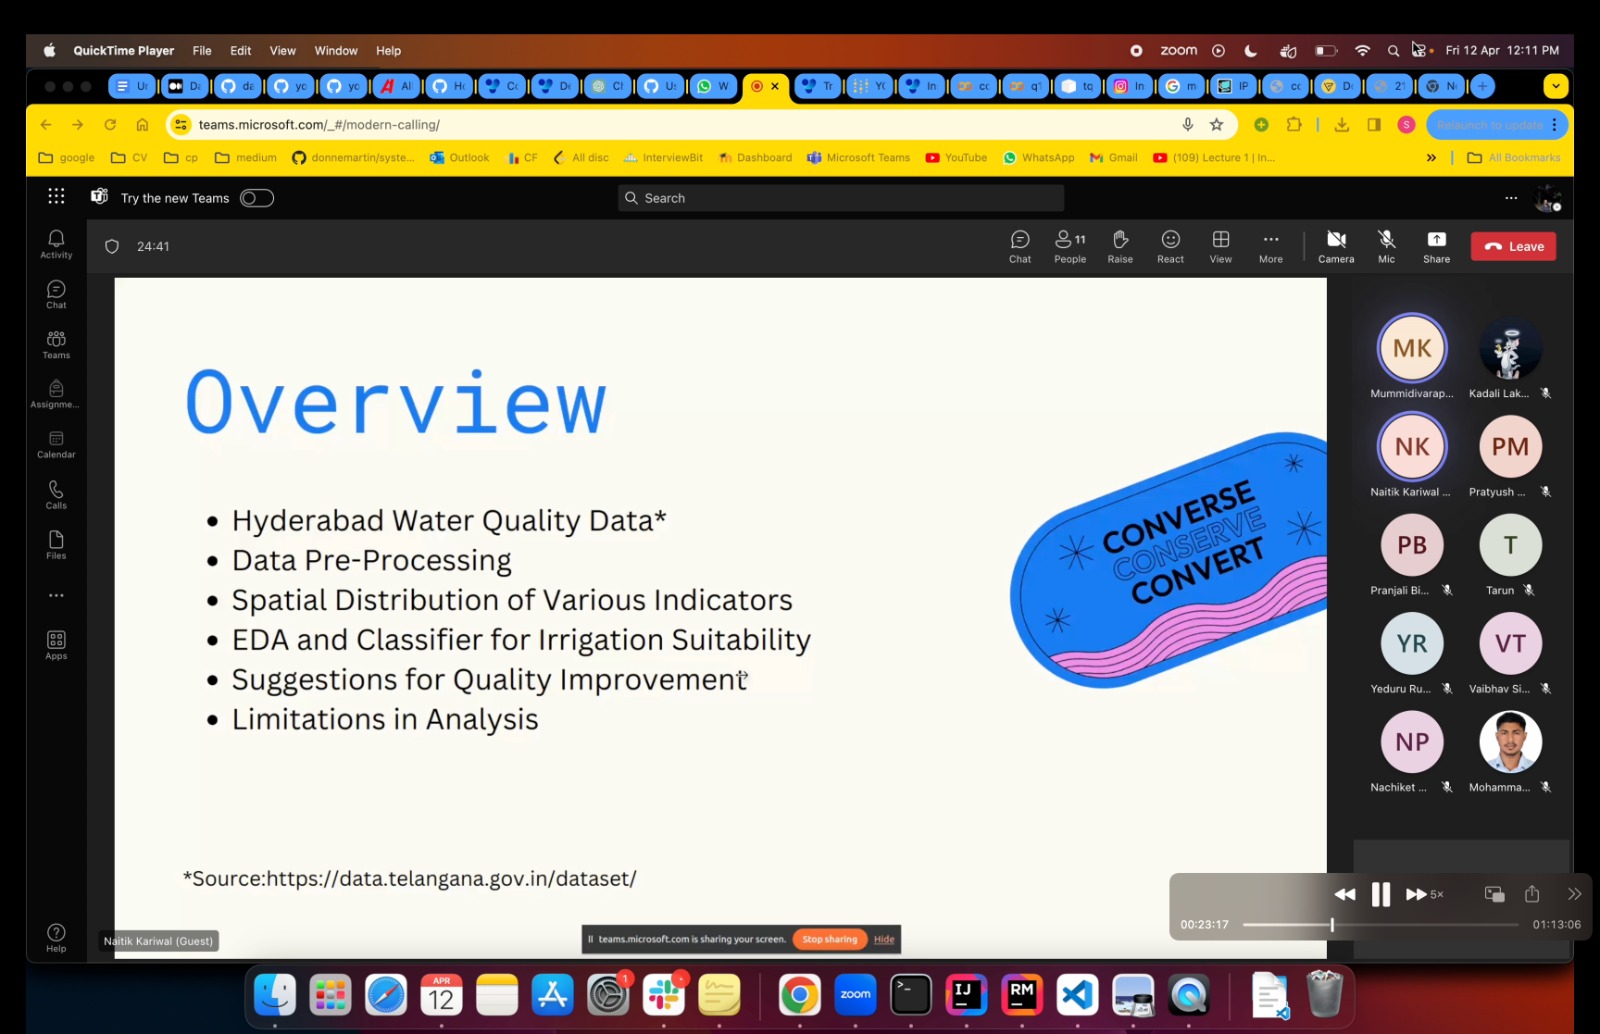 QuickTime Player File Edit View Window Help
zoom
Fri 12 Apr 12:11 PM
teams.microsoft.com/_#/modern-calling/
Relaunch to update
google CV cp medium donnemartin/syste... Outlook CF All disc InterviewBit Dashboard Microsoft Teams YouTube WhatsApp Gmail (109) Lecture 1 | In... » All Bookmarks
Try the new Teams
Search
Activity
Chat
Teams
Assignme...
Calendar
Calls
Files
Apps
Help
24:41
11
Chat People Raise React View More Camera Mic Share
Leave
Overview
• Hyderabad Water Quality Data*
• Data Pre-Processing
• Spatial Distribution of Various Indicators
• EDA and Classifier for Irrigation Suitability
• Suggestions for Quality Improvement
• Limitations in Analysis
CONVERSE
CONSERVE
CONVERT
*Source:https://data.telangana.gov.in/dataset/
Naitik Kariwal (Guest)
teams.microsoft.com is sharing your screen. Stop sharing Hide
MK
Mummidivarap... Kadali Lak...
NK PM
Naitik Kariwal ... Pratyush ...
PB T
Pranjali Bi... Tarun
YR VT
Yeduru Ru... Vaibhav Si...
NP
Nachiket ... Mohamma...
5×
00:23:17 01:13:06
APR
12
1
zoom
IJ
RM